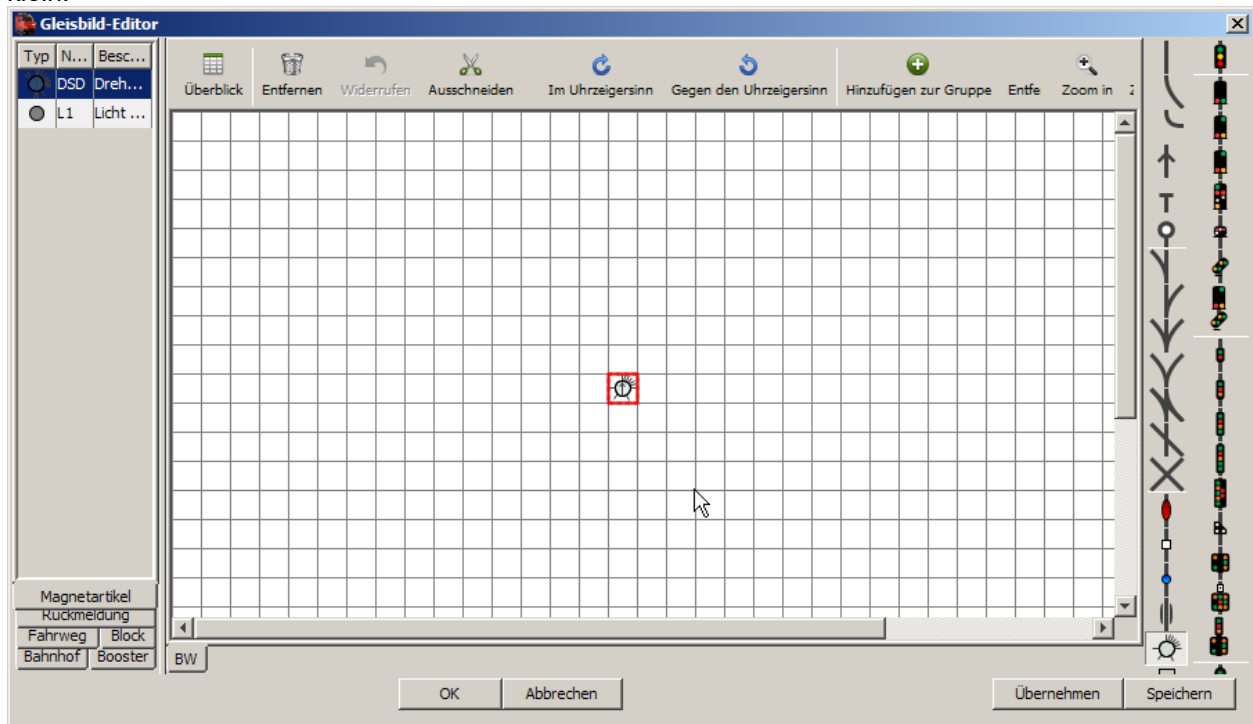 Gleisbild-Editor
Typ N... Besc...
DSD Dreh...
L1 Licht ...
Überblick Entfernen Widerrufen Ausschneiden Im Uhrzeigersinn Gegen den Uhrzeigersinn Hinzufügen zur Gruppe Entfe Zoom in
Magnetartikel
Rückmeldung
Fahrweg Block
Bahnhof Booster
BW
OK Abbrechen Übernehmen Speichern